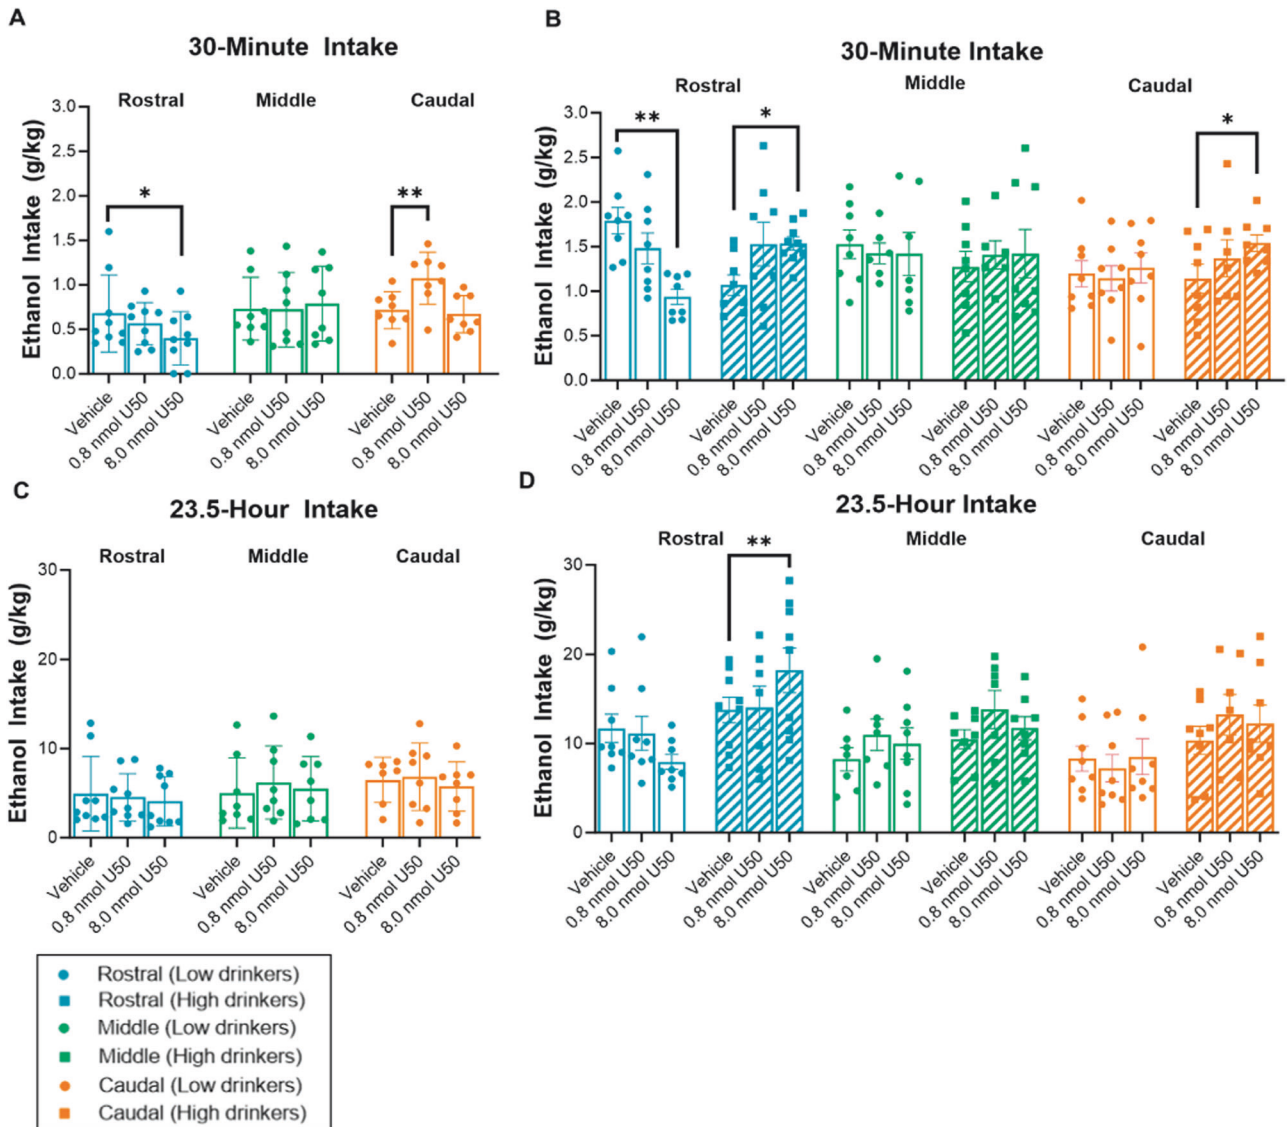 A
30-Minute Intake
Rostral Middle Caudal
Ethanol Intake (g/kg)
3.0
2.5
2.0
1.5
1.0
0.5
0.0
* **
Vehicle 0.8 nmol U50 8.0 nmol U50 Vehicle 0.8 nmol U50 8.0 nmol U50 Vehicle 0.8 nmol U50 8.0 nmol U50
B
30-Minute Intake
Rostral Middle Caudal
Ethanol Intake (g/kg)
3.0
2.5
2.0
1.5
1.0
0.5
0.0
** * *
Vehicle 0.8 nmol U50 8.0 nmol U50 Vehicle 0.8 nmol U50 8.0 nmol U50 Vehicle 0.8 nmol U50 8.0 nmol U50 Vehicle 0.8 nmol U50 8.0 nmol U50 Vehicle 0.8 nmol U50 8.0 nmol U50 Vehicle 0.8 nmol U50 8.0 nmol U50
C
23.5-Hour Intake
Rostral Middle Caudal
Ethanol Intake (g/kg)
30
20
10
0
Vehicle 0.8 nmol U50 8.0 nmol U50 Vehicle 0.8 nmol U50 8.0 nmol U50 Vehicle 0.8 nmol U50 8.0 nmol U50
D
23.5-Hour Intake
Rostral Middle Caudal
Ethanol Intake (g/kg)
30
20
10
0
**
Vehicle 0.8 nmol U50 8.0 nmol U50 Vehicle 0.8 nmol U50 8.0 nmol U50 Vehicle 0.8 nmol U50 8.0 nmol U50 Vehicle 0.8 nmol U50 8.0 nmol U50 Vehicle 0.8 nmol U50 8.0 nmol U50 Vehicle 0.8 nmol U50 8.0 nmol U50
Rostral (Low drinkers)
Rostral (High drinkers)
Middle (Low drinkers)
Middle (High drinkers)
Caudal (Low drinkers)
Caudal (High drinkers)